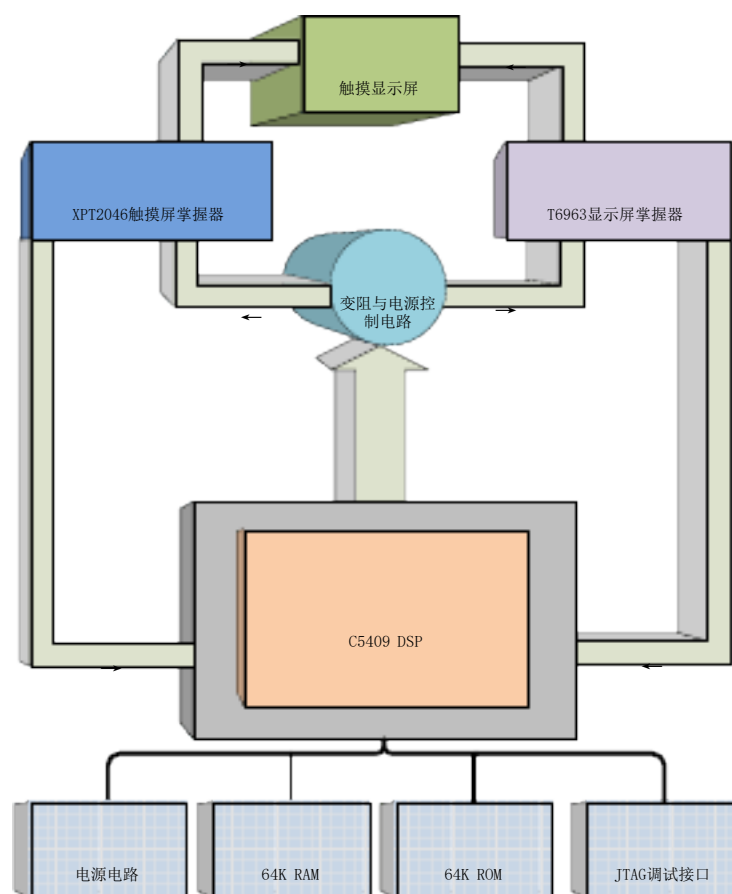 触摸显示屏
XPT2046触摸屏掌握器
T6963显示屏掌握器
变阻与电源控
制电路
C5409 DSP
电源电路
64K RAM
64K ROM
JTAG调试接口